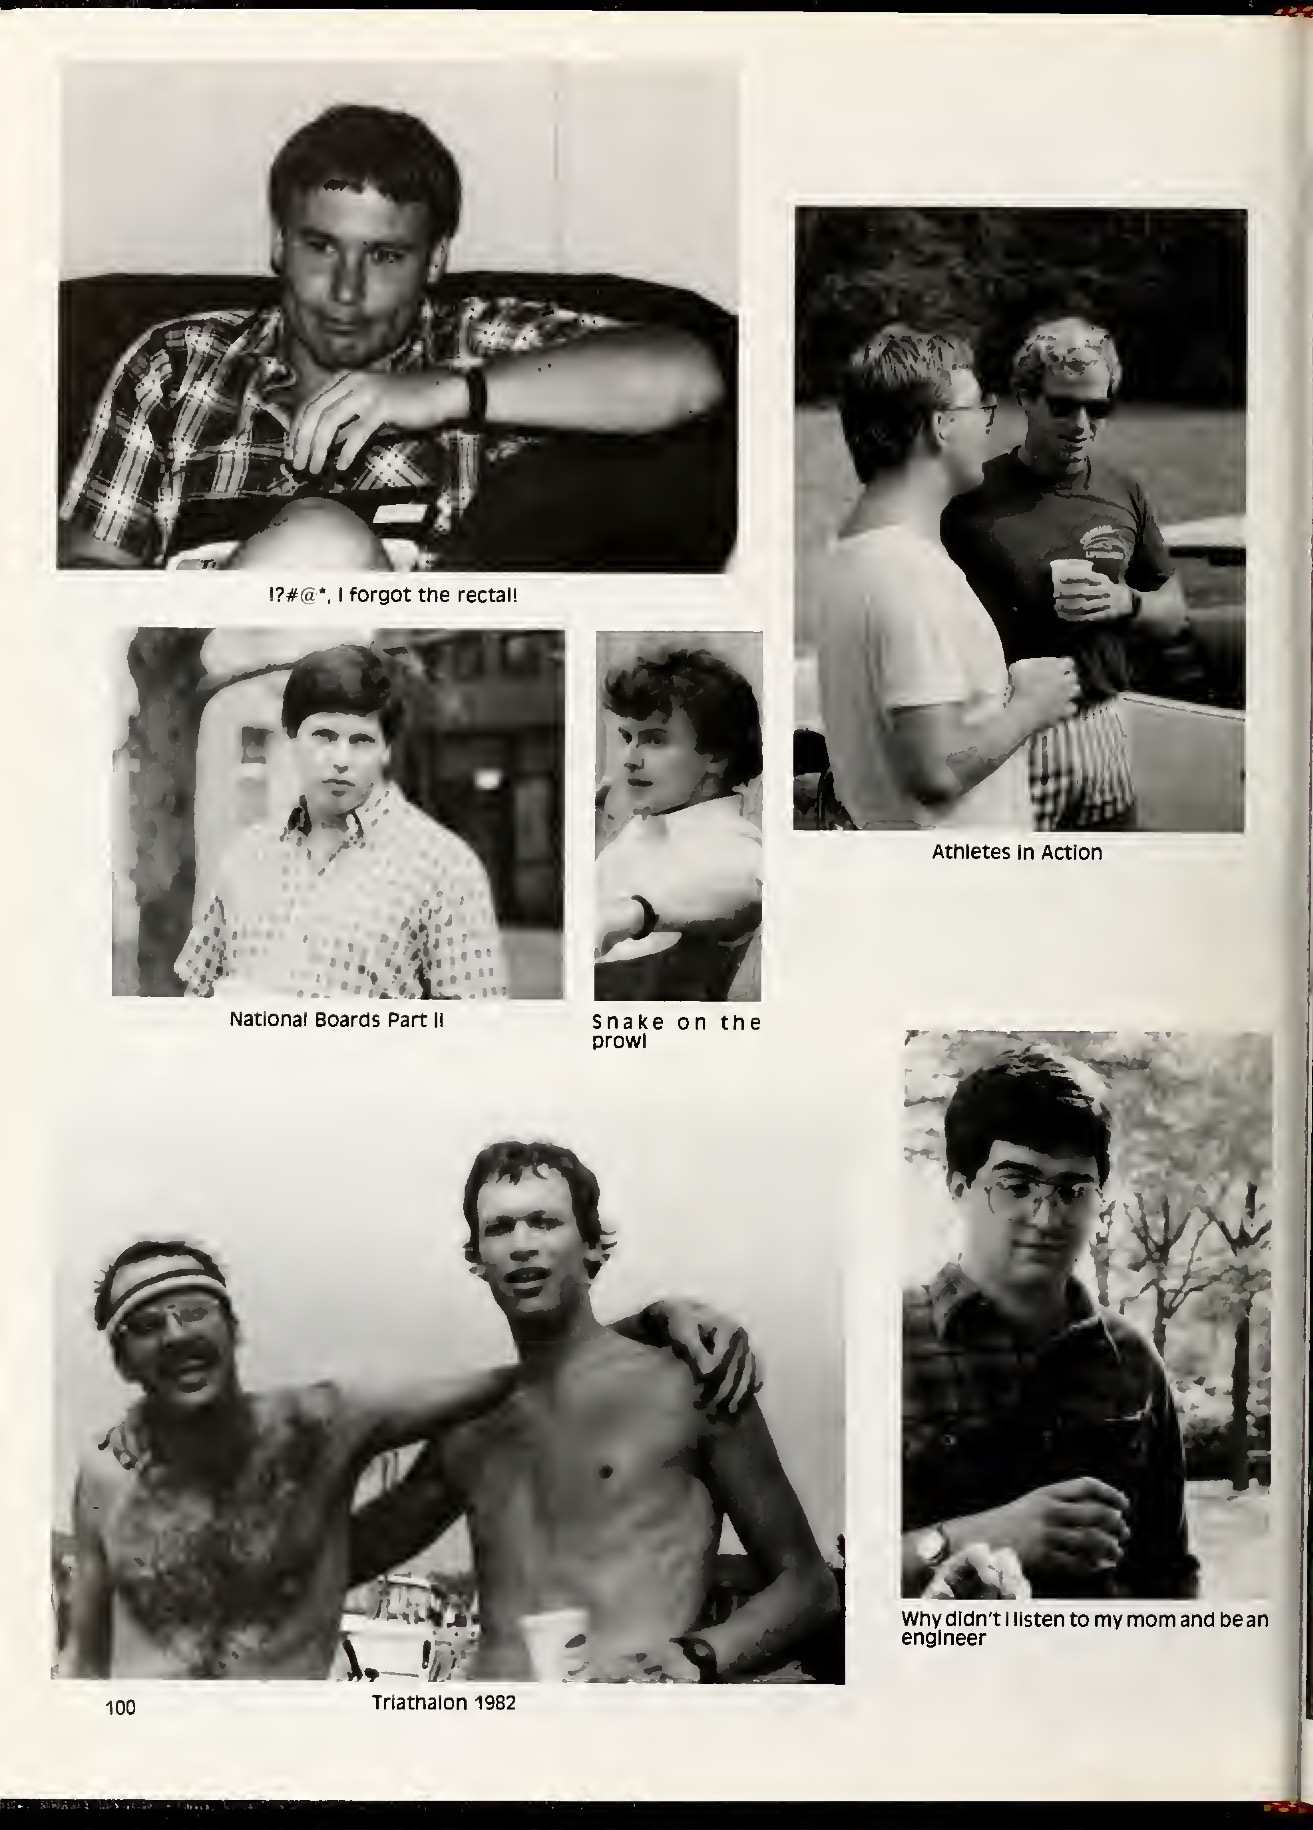 !?#@*, I forgot the rectal!
Athletes in Action
National Boards Part II
Snake on the
prowl
Why didn't I listen to my mom and be an
engineer
Triathalon 1982
100